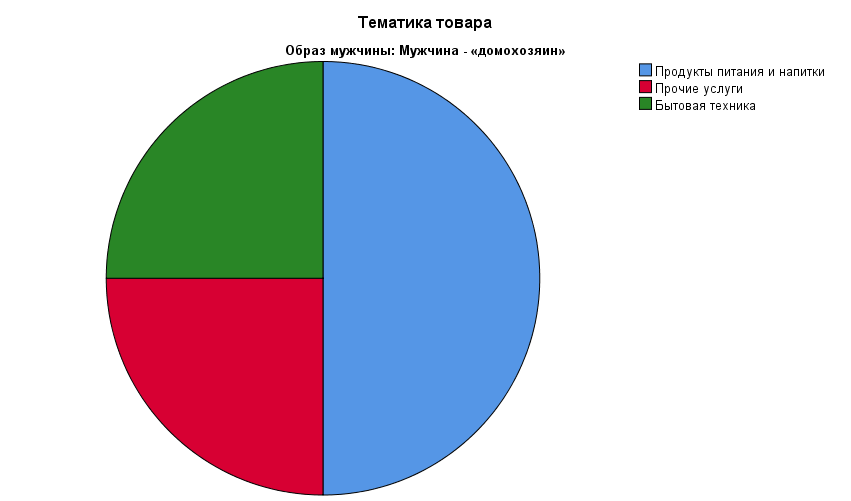 Тематика товара
Образ мужчины: Мужчина - «домохозяин»
Продукты питания и напитки
Прочие услуги
Бытовая техника